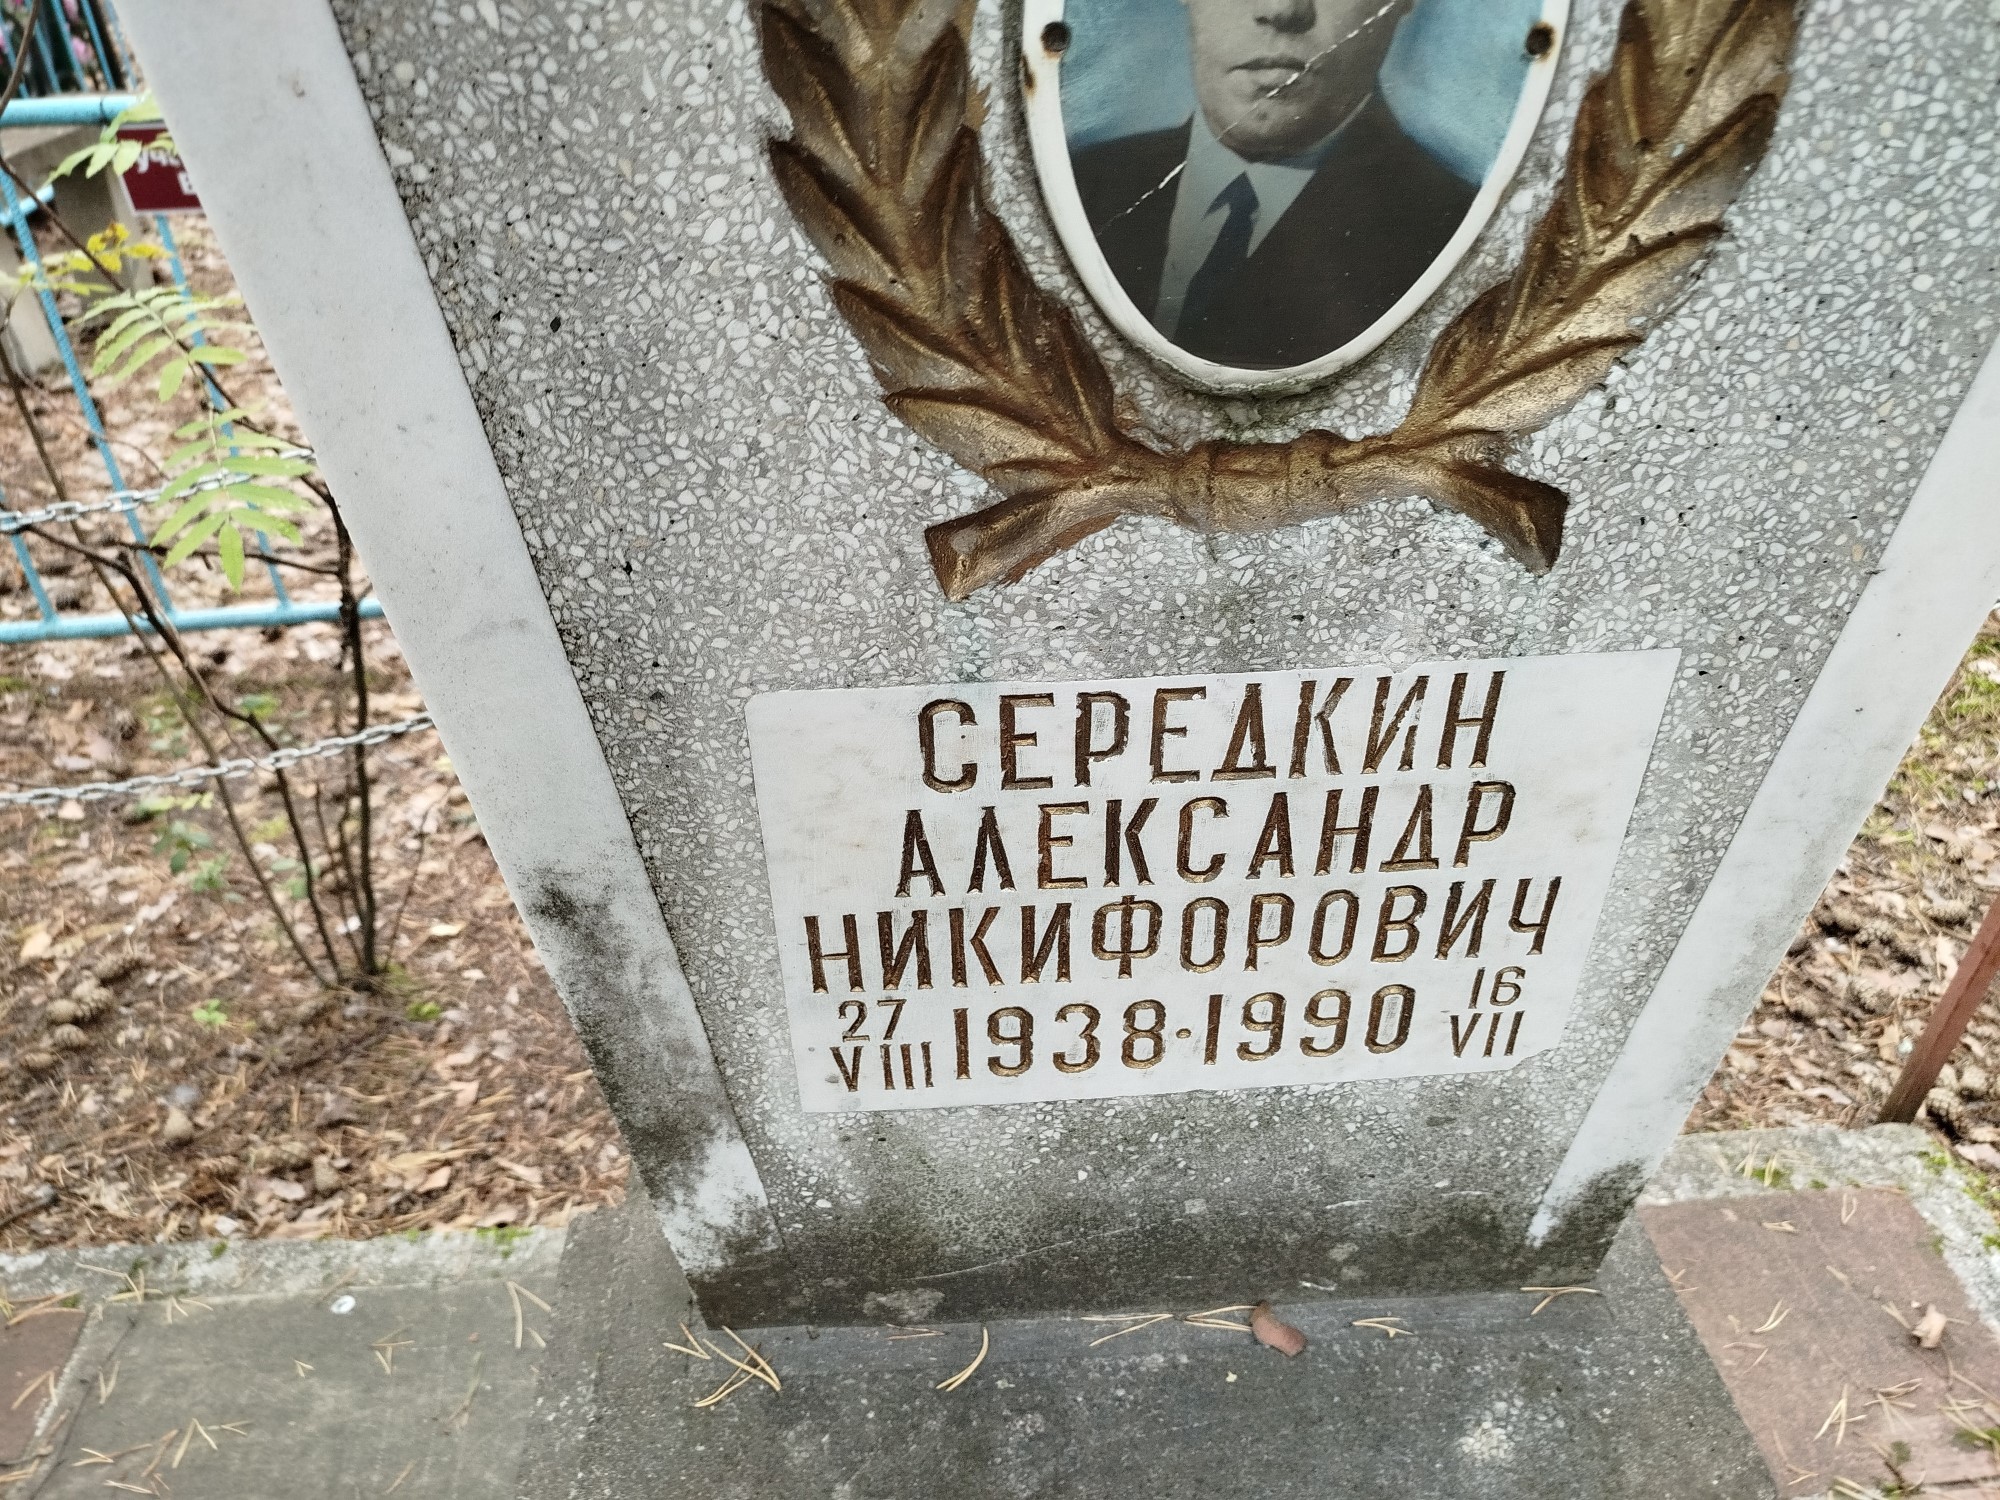 СЕРЕДКИН
АЛЕКСАНДР
НИКИФОРОВИЧ
27 VIII 1938·1990 16 VII